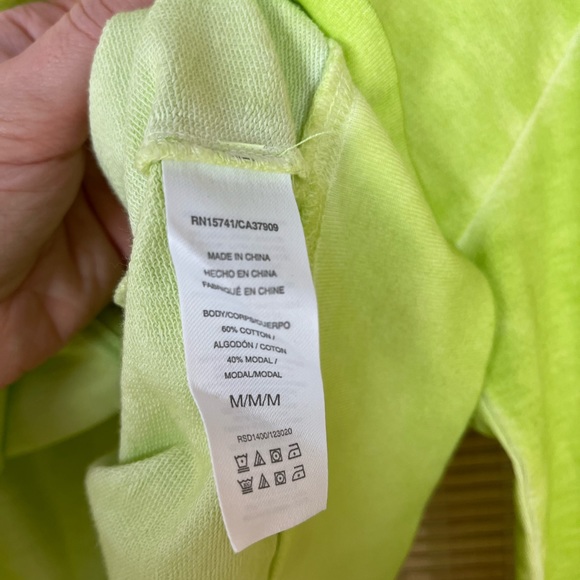 RN15741/CA37909
MADE IN CHINA
HECHO EN CHINA
FABRIQUÉ EN CHINE
BODY/CORPS/CUERPO
60% COTTON /
ALGODÓN / COTON
40% MODAL /
MODAL/MODAL
M/M/M
RSD1400/123020